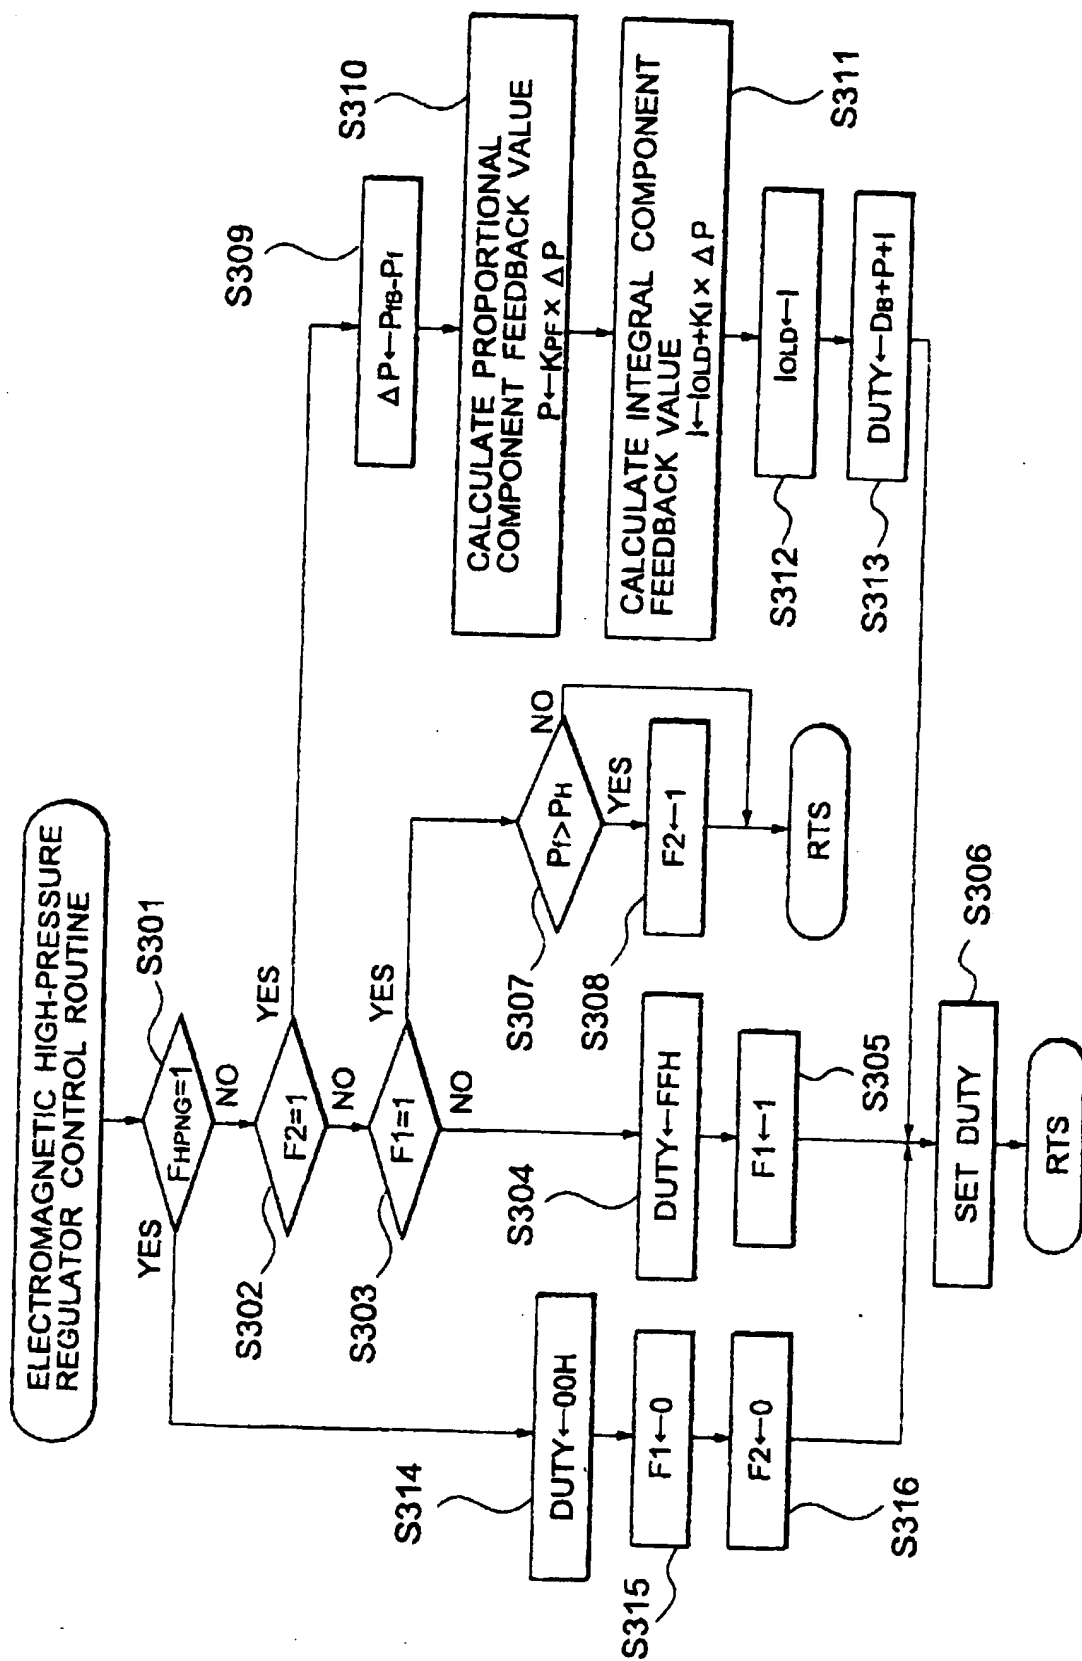 ELECTROMAGNETIC HIGH-PRESSURE
REGULATOR CONTROL ROUTINE
S301
FHPNG=1
YES
NO
S302
F2=1
YES
NO
S303
F1=1
YES
NO
S304
DUTY←FFH
S305
F1←1
S306
SET DUTY
RTS
S307
Pf>PH
NO
YES
S308
F2←1
RTS
S309
ΔP←PfB-Pf
S310
CALCULATE PROPORTIONAL
COMPONENT FEEDBACK VALUE
P←KPF×ΔP
S311
CALCULATE INTEGRAL COMPONENT
FEEDBACK VALUE
I←IOLD+KI×ΔP
S312
IOLD←I
S313
DUTY←DB+P+I
S314
DUTY←00H
S315
F1←0
S316
F2←0